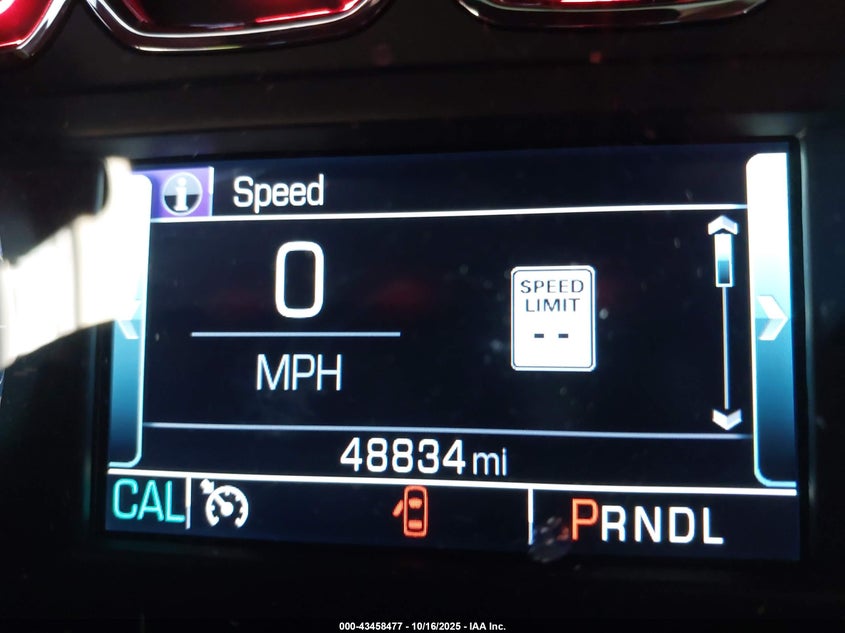 Speed
0
MPH
SPEED
LIMIT
--
48834 mi
CAL
PRNDL
000-43458477 - 10/16/2025 - IAA Inc.